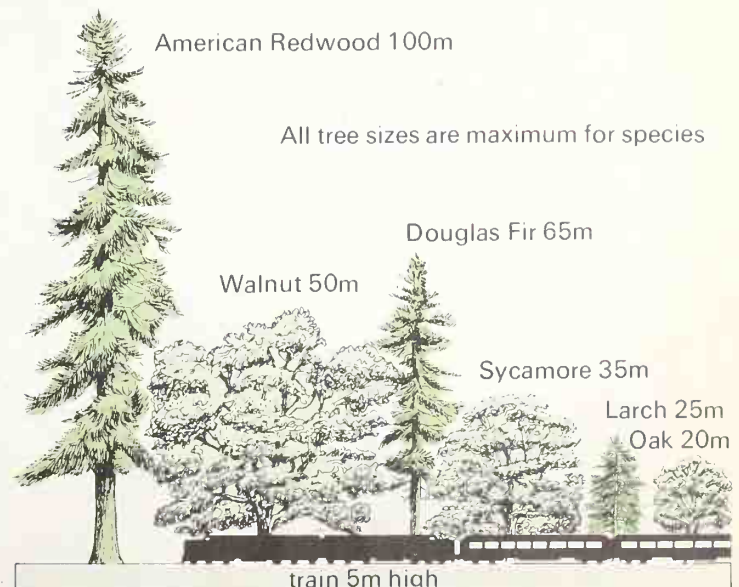 American Redwood 100m
All tree sizes are maximum for species
Douglas Fir 65m
Walnut 50m
Sycamore 35m
Larch 25m
Oak 20m
train 5m high